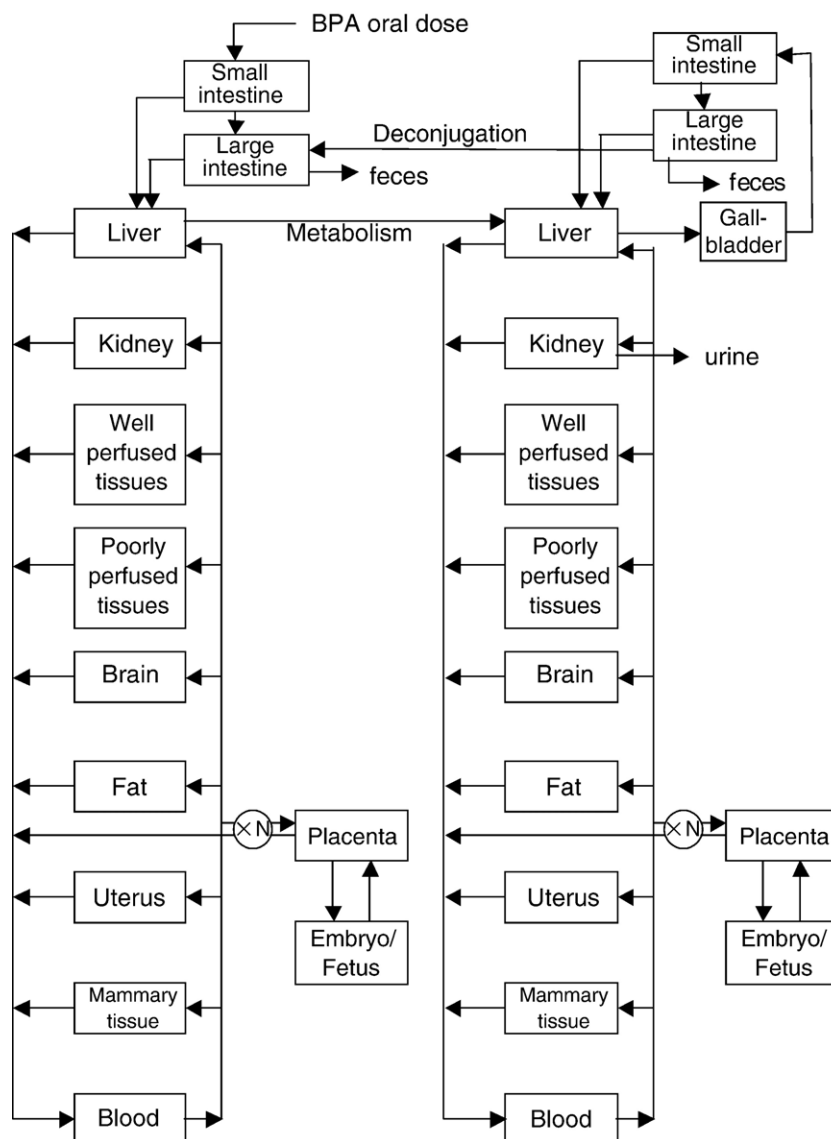 BPA oral dose
Small
intestine
Large
intestine
feces
Deconjugation
Small
intestine
Large
intestine
feces
Liver
Metabolism
Liver
Gall-
bladder
Kidney
Kidney
urine
Well
perfused
tissues
Well
perfused
tissues
Poorly
perfused
tissues
Poorly
perfused
tissues
Brain
Brain
Fat
Fat
× N
Placenta
× N
Placenta
Uterus
Embryo/
Fetus
Uterus
Embryo/
Fetus
Mammary
tissue
Mammary
tissue
Blood
Blood